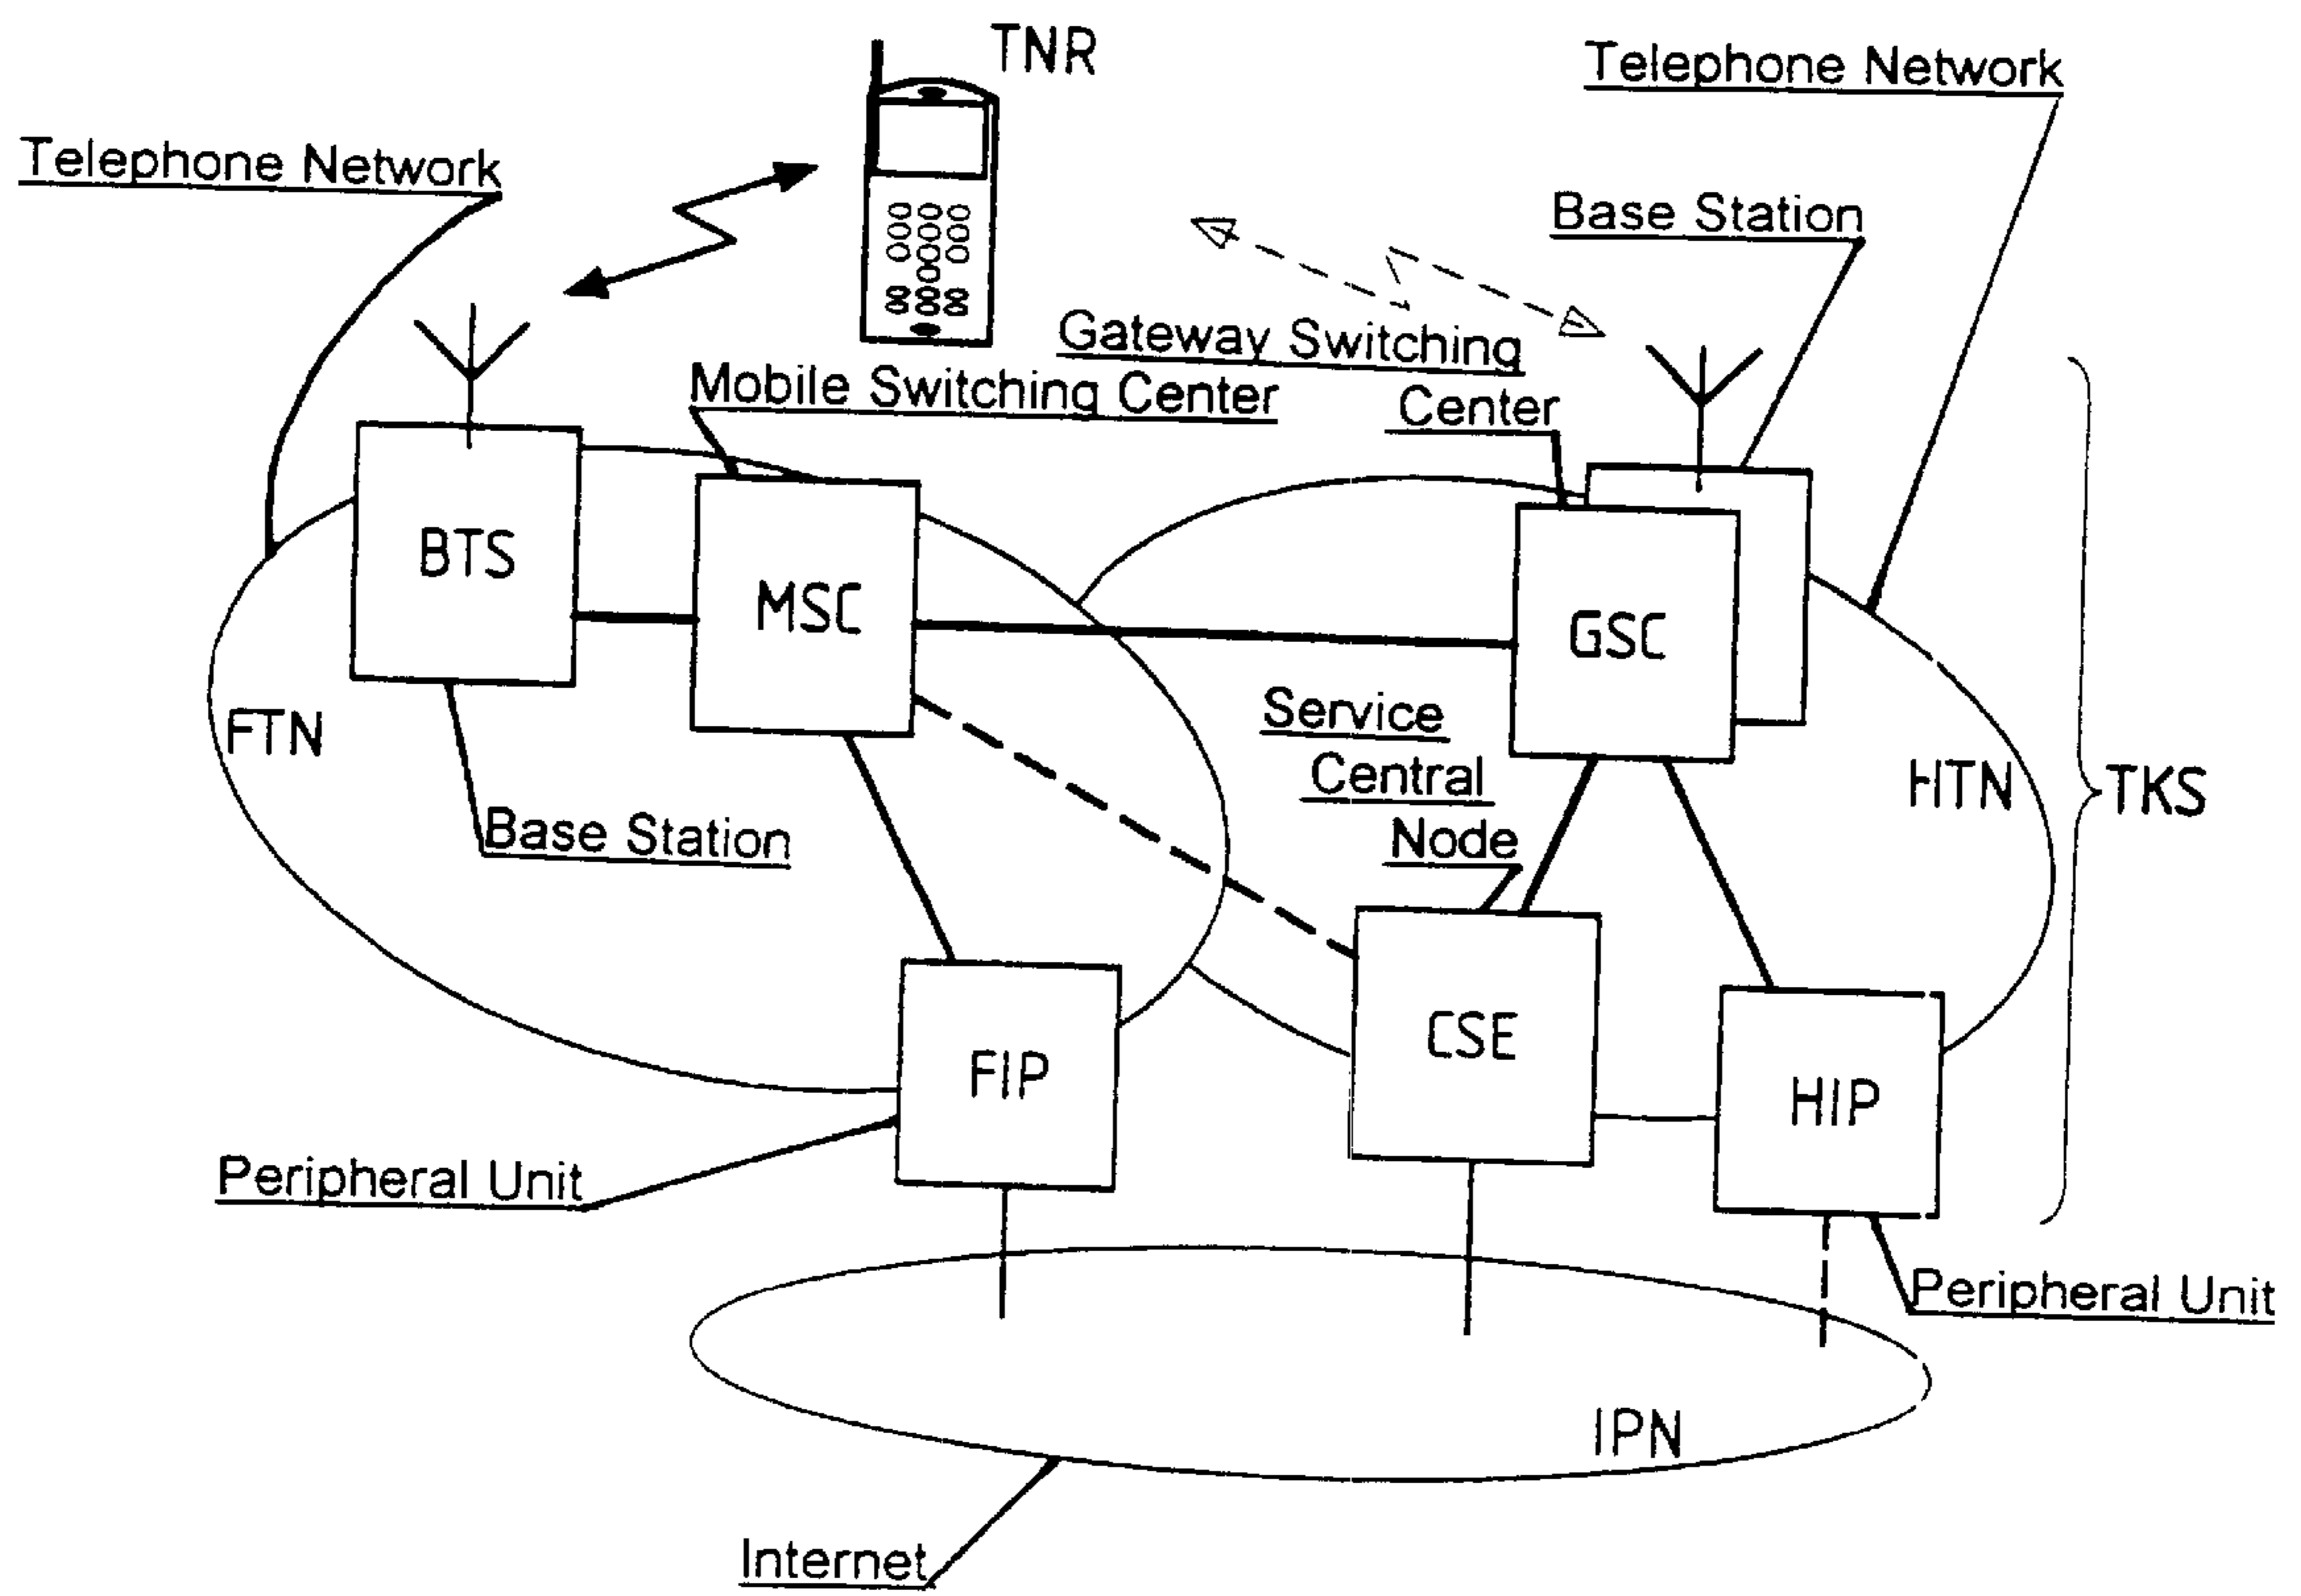 TNR
Telephone Network
Telephone Network
Base Station
Gateway Switching
Center
Mobile Switching Center
BTS
MSC
GSC
FTN
Service
Central
Node
HTN
TKS
Base Station
FIP
CSE
HIP
Peripheral Unit
Peripheral Unit
IPN
Internet